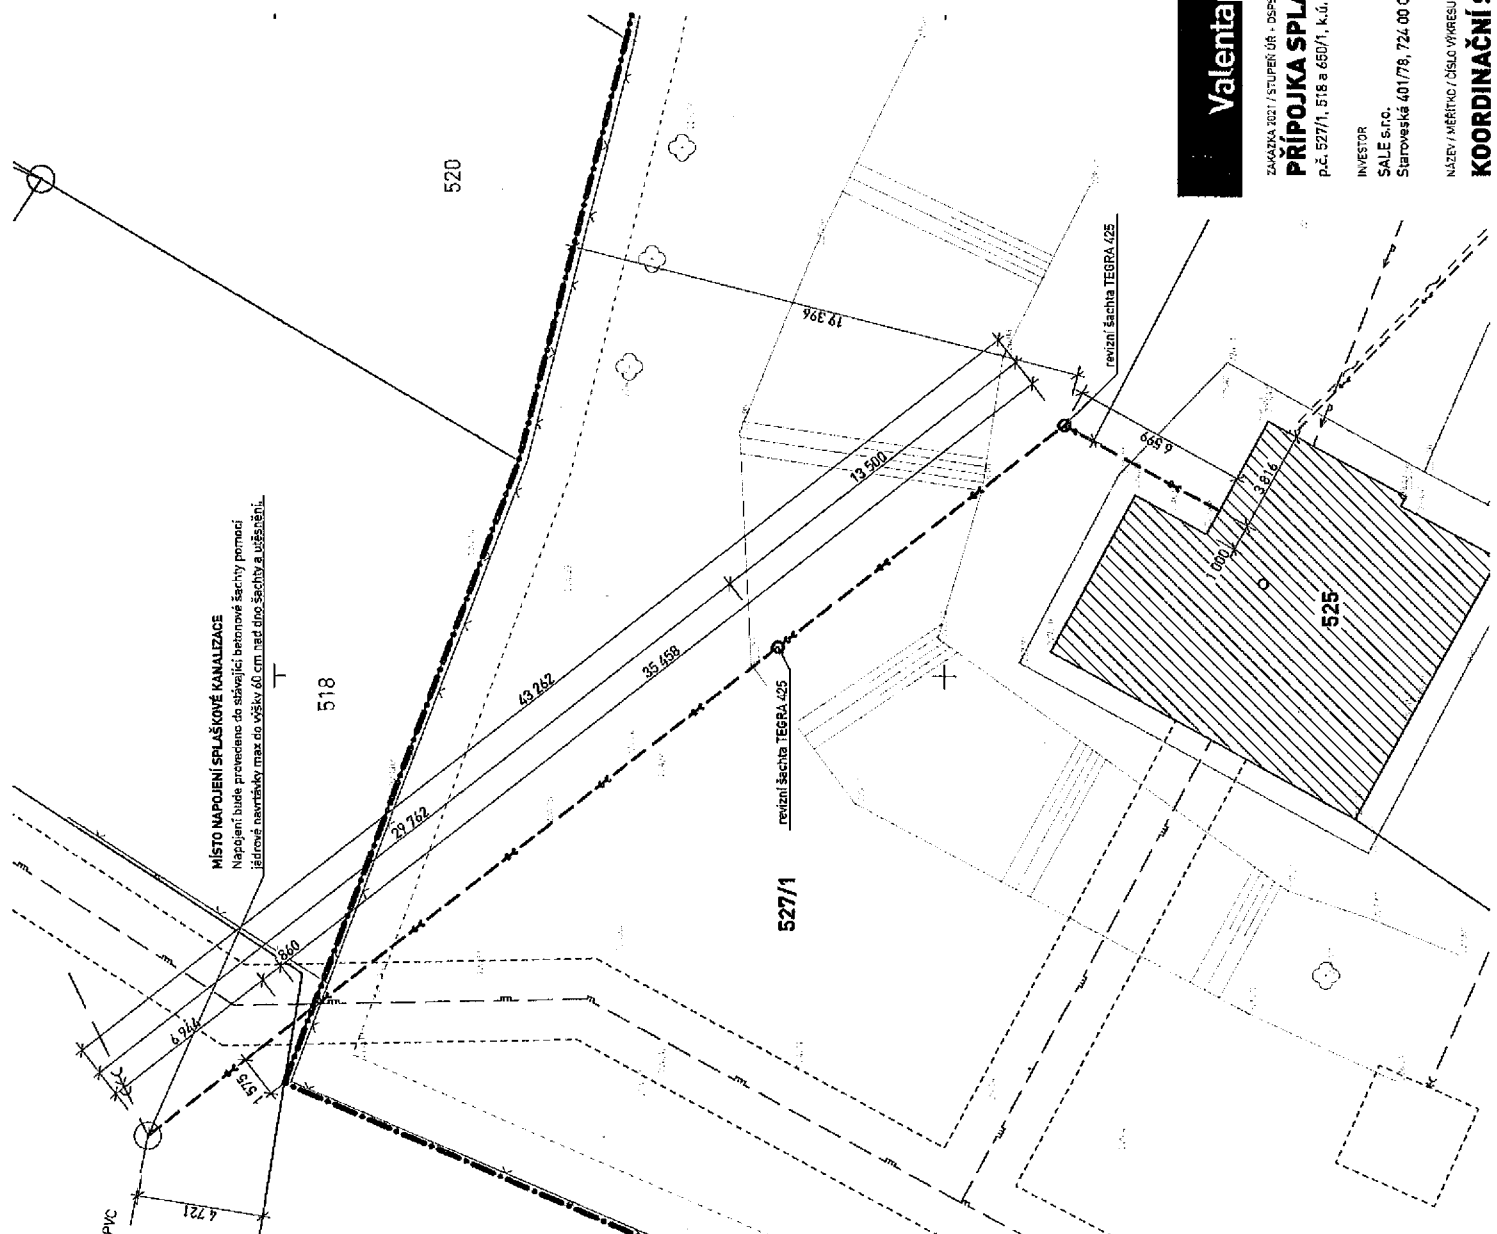 Valenta
ZAKÁZKA 2021 / STUPEŇ ÚŘ - DSPS
PŘÍPOJKA SPLA
p.č. 527/1, 518 a 650/1, k.ú.
INVESTOR
SALE s.r.o.
Staroveská 401/78, 724 00 O
NÁZEV / MĚŘÍTKO / ČÍSLO VÝKRESU
KOORDINAČNÍ S
MÍSTO NAPOJENÍ SPLAŠKOVÉ KANALIZACE
Napojení bude provedeno do stávající betonové šachty pomocí
jádrové navrtávky max do výšky 60 cm nad dno šachty a utěsnění.
520
518
19 396
revizní šachta TEGRA 425
13 500
6 599
3 816
1 000
525
43 262
35 458
29 762
revizní šachta TEGRA 425
527/1
860
6 944
1 575
4 721
PVC